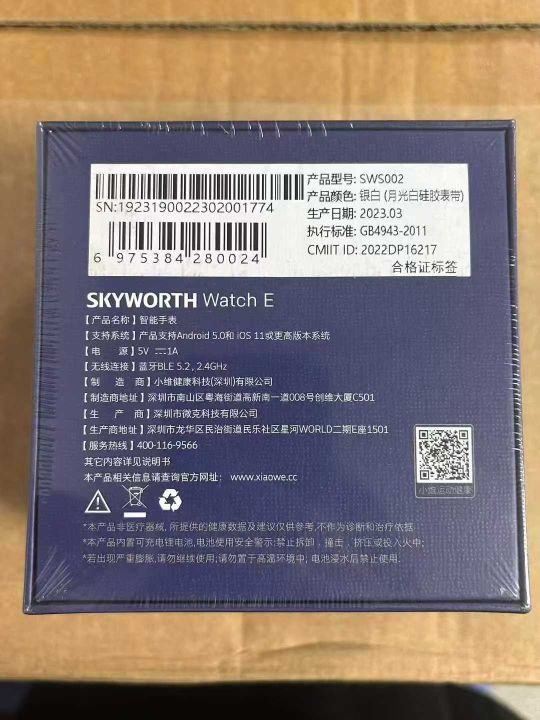 产品型号: SWS002
产品颜色: 银白 (月光白硅胶表带)
生产日期: 2023.03
执行标准: GB4943-2011
CMIIT ID: 2022DP16217
合格证标签
SN:1923190022302001774
6 975384 280024
SKYWORTH Watch E
【产品名称】智能手表
【支持系统】产品支持Android 5.0和 iOS 11或更高版本系统
【电 源】5V ⎓1A
【无线连接】蓝牙BLE 5.2 , 2.4GHz
【制 造 商】小维健康科技(深圳)有限公司
【制造商地址】深圳市南山区粤海街道高新南一道008号创维大厦C501
【生 产 商】深圳市微克科技有限公司
【生产商地址】深圳市龙华区民治街道民乐社区星河WORLD二期E座1501
【服务热线】400-116-9566
其它内容详见说明书
本产品相关信息请查询官方网址: www.xiaowe.cc
小维运动健康
*本产品非医疗器械, 所提供的健康数据及建议仅供参考,不作为诊断和治疗依据
*本产品内置可充电锂电池,电池使用安全警示:禁止拆卸﹑撞击﹑挤压或投入火中;
*若出现严重膨胀,请勿继续使用;请勿置于高温环境中; 电池浸水后禁止使用.